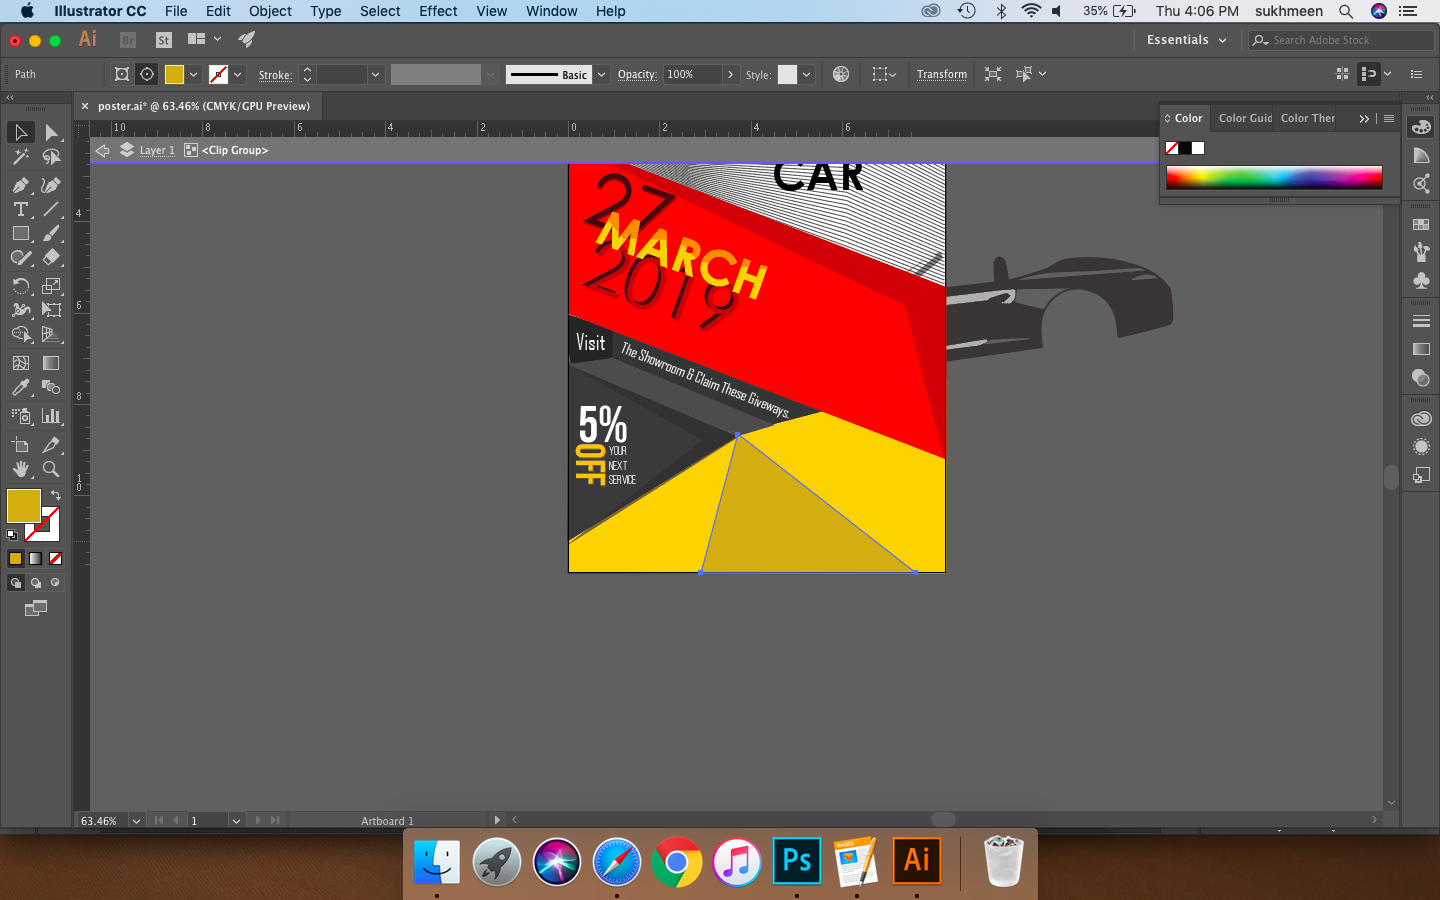 Illustrator CC File Edit Object Type Select Effect View Window Help 35% Thu 4:06 PM sukhmeen
Ai Br St Essentials Search Adobe Stock
Path Stroke: Basic Opacity: 100% Style: Transform
poster.ai* @ 63.46% (CMYK/GPU Preview)
10 8 6 4 2 0 2 4 6
Layer 1 <Clip Group>
Color Color Guid Color Ther
4
6
8
10
CAR
27
MARCH
2019
Visit
The Showroom & Claim These Giveways.
5%
OFF
YOUR
NEXT
SERVICE
63.46% 1 Artboard 1
Ps PAGES Ai